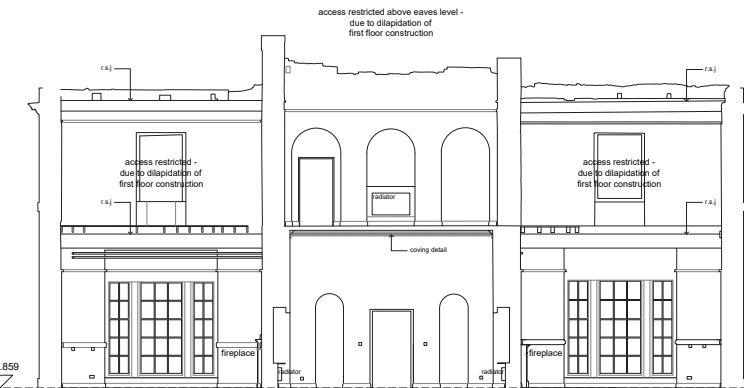 access restricted above eaves level -
due to dilapidation of
first floor construction
r.s.j
r.s.j
access restricted -
due to dilapidation of
first floor construction
access restricted -
due to dilapidation of
first floor construction
radiator
r.s.j
r.s.j
coving detail
fireplace
fireplace
.859
radiator
radiator